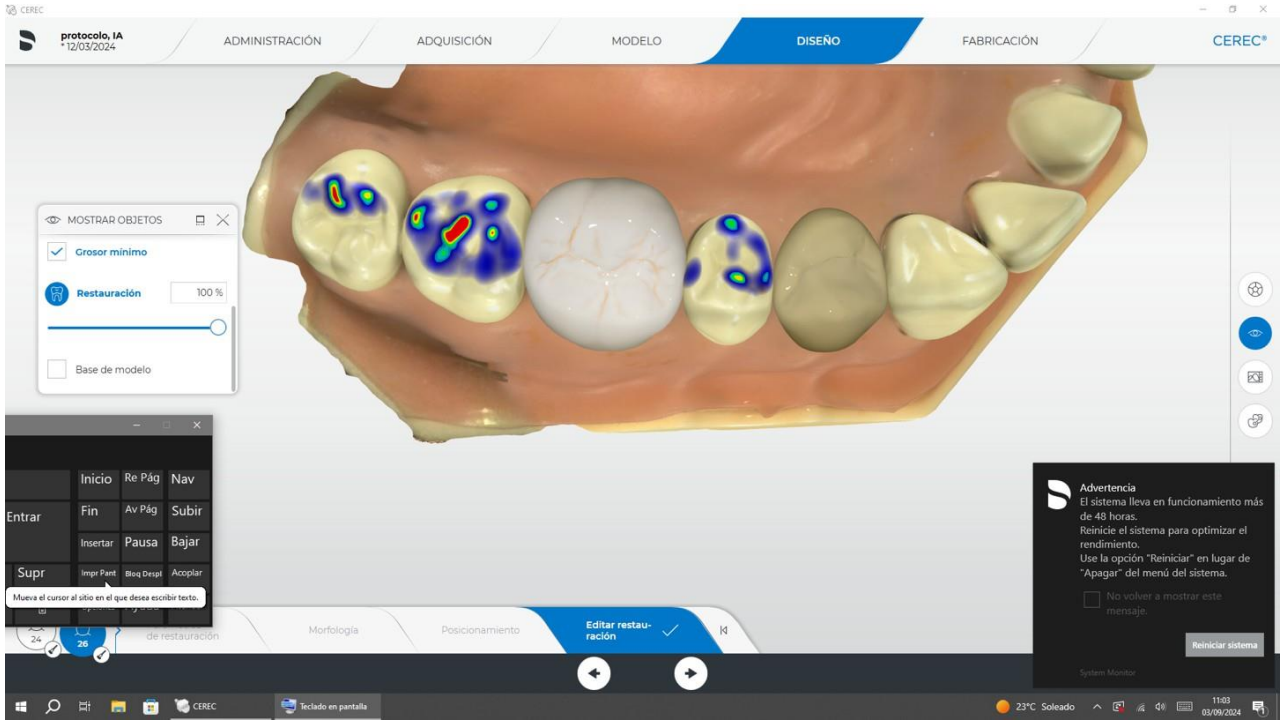 CEREC
protocolo, IA
* 12/03/2024
ADMINISTRACIÓN
ADQUISICIÓN
MODELO
DISEÑO
FABRICACIÓN
CEREC®
MOSTRAR OBJETOS
Grosor mínimo
Restauración
100 %
Base de modelo
Inicio
Re Pág
Nav
Entrar
Fin
Av Pág
Subir
Insertar
Pausa
Bajar
Supr
Impr Pant
Bloq Despl
Acoplar
Mueva el cursor al sitio en el que desea escribir texto.
24
26
de restauración
Morfología
Posicionamiento
Editar restau-
ración
Advertencia
El sistema lleva en funcionamiento más
de 48 horas.
Reinicie el sistema para optimizar el
rendimiento.
Use la opción "Reiniciar" en lugar de
"Apagar" del menú del sistema.
No volver a mostrar este
mensaje.
Reiniciar sistema
System Monitor
CEREC
Teclado en pantalla
23°C Soleado
11:03
03/09/2024